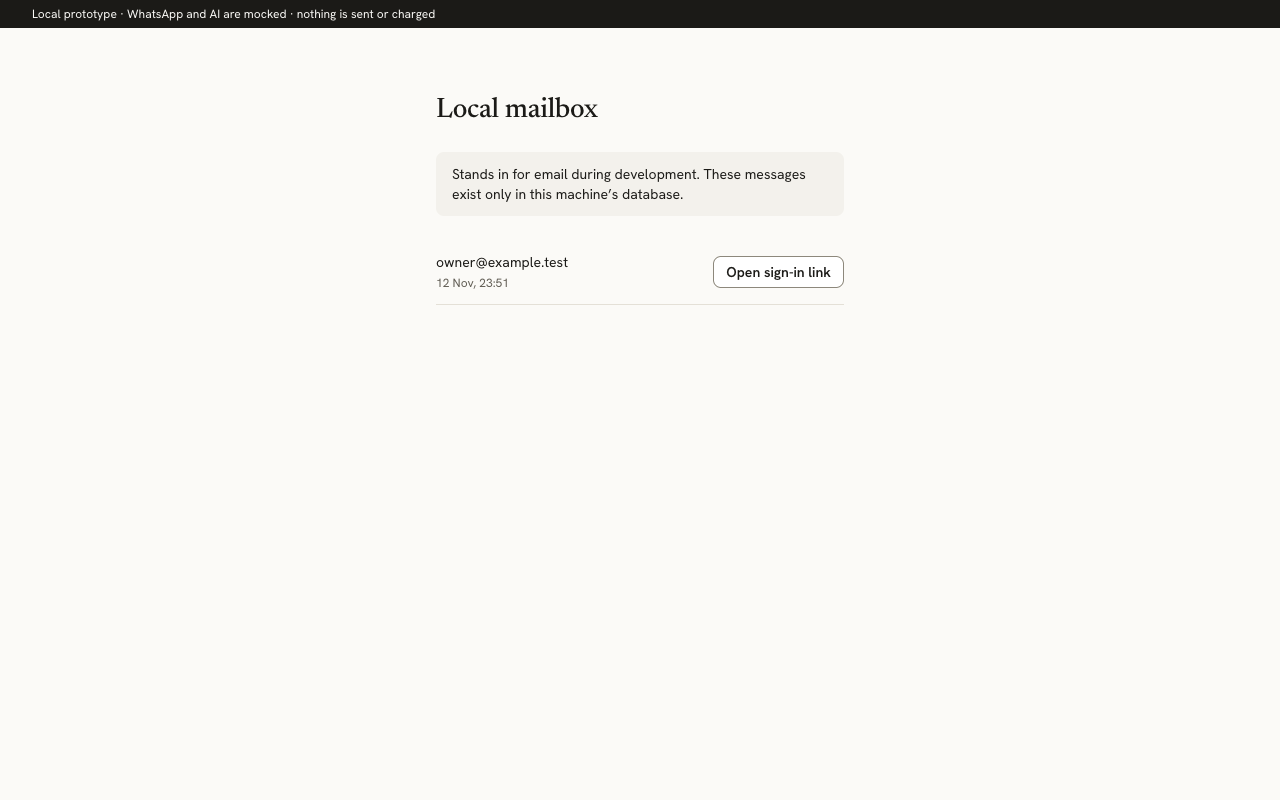 Local prototype · WhatsApp and AI are mocked · nothing is sent or charged
Local mailbox
Stands in for email during development. These messages
exist only in this machine’s database.
owner@example.test
12 Nov, 23:51
Open sign-in link